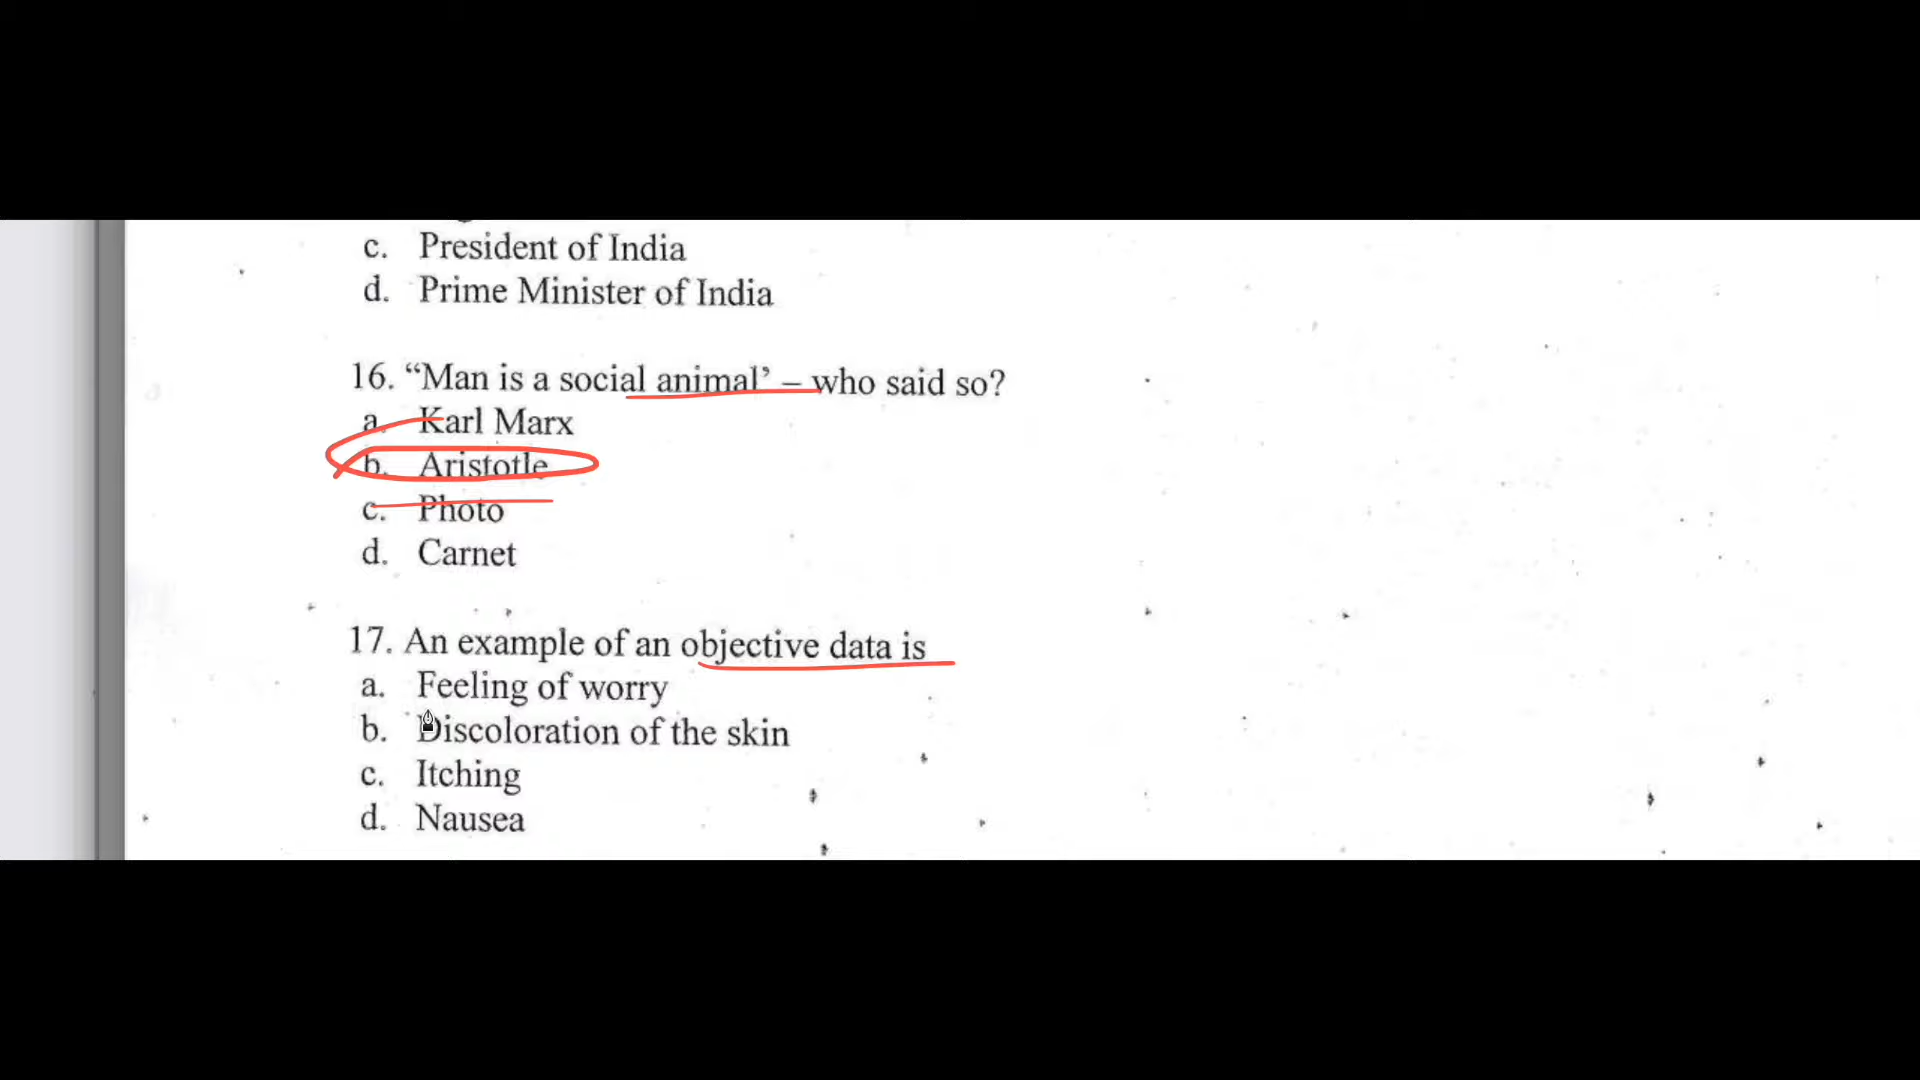 c. President of India
d. Prime Minister of India
16. “Man is a social animal’ – who said so?
a. Karl Marx
b. Aristotle
c. Photo
d. Carnet
17. An example of an objective data is
a. Feeling of worry
b. Discoloration of the skin
c. Itching
d. Nausea